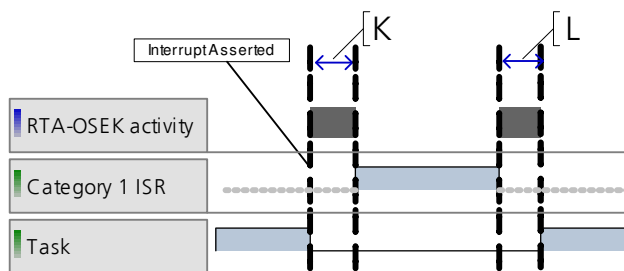 K
L
Interrupt Asserted
RTA-OSEK activity
Category 1 ISR
Task